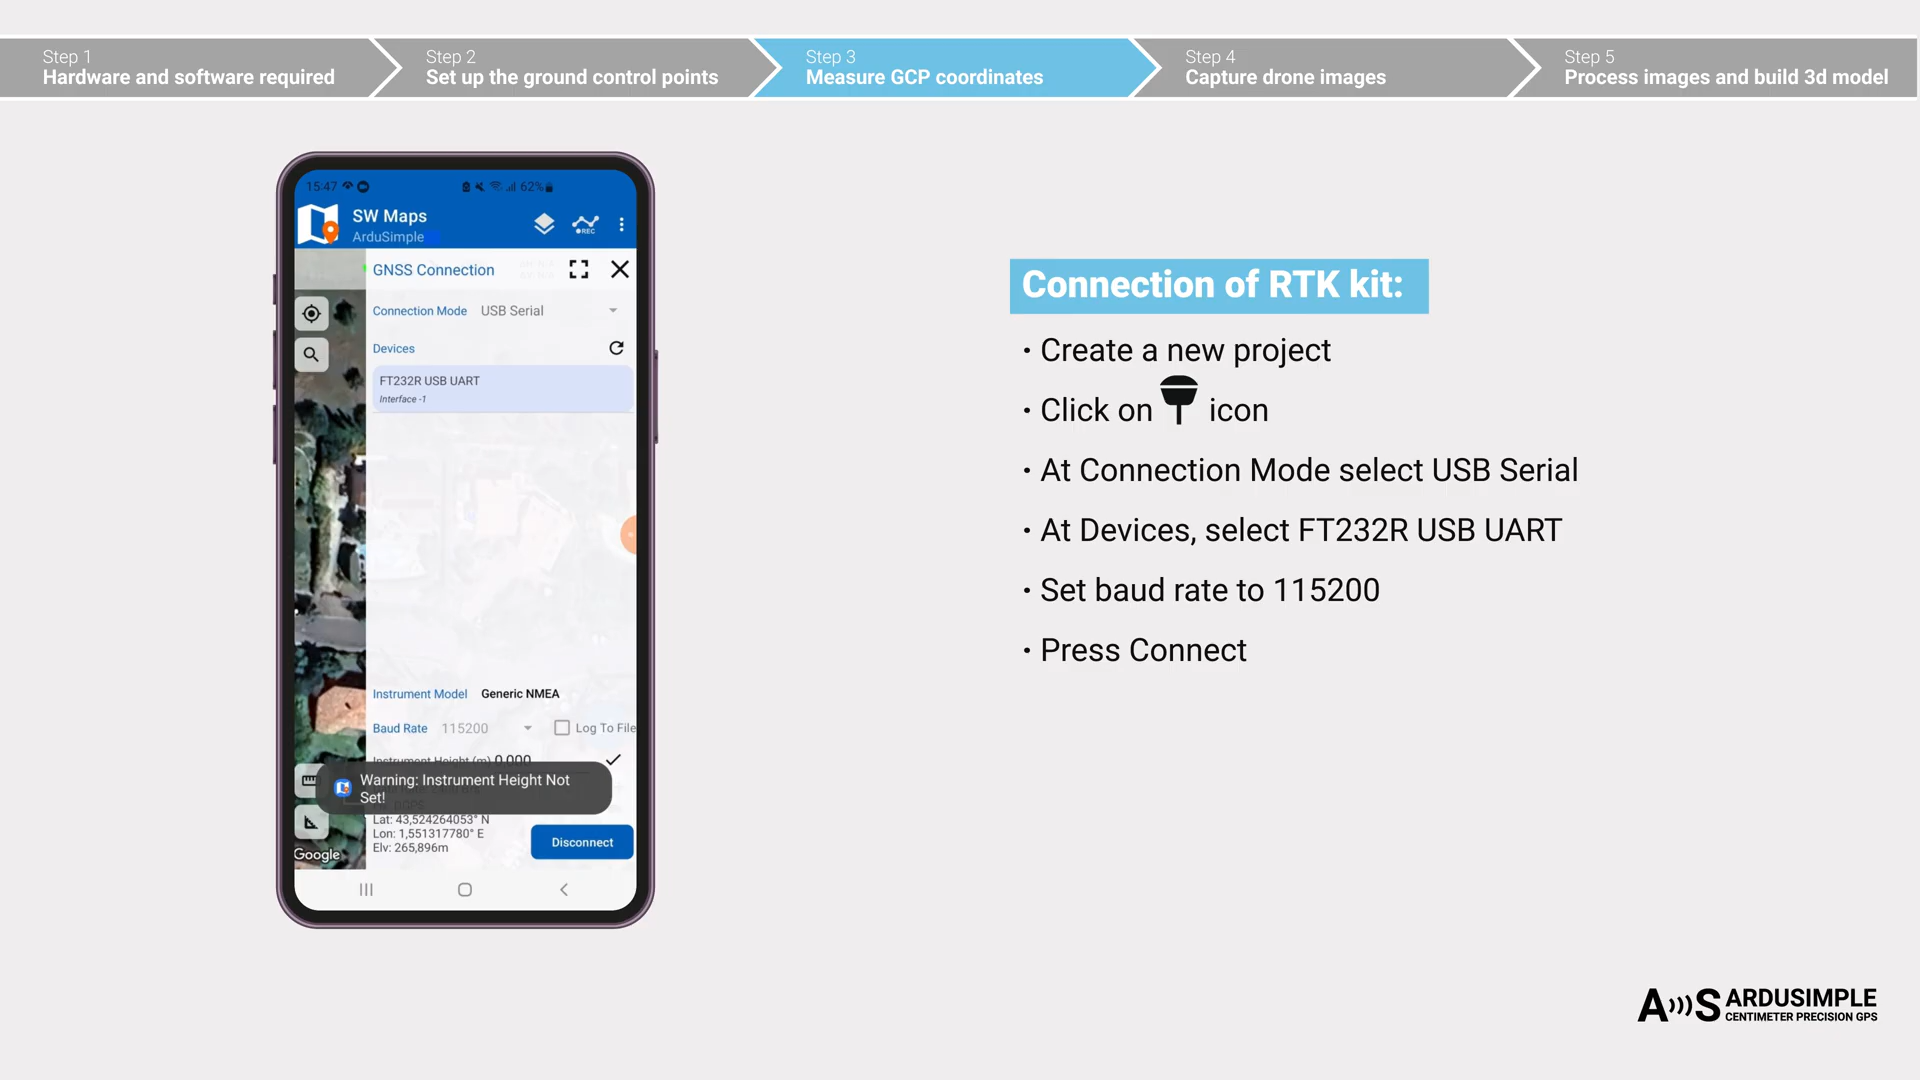 Step 1
Hardware and software required
Step 2
Set up the ground control points
Step 3
Measure GCP coordinates
Step 4
Capture drone images
Step 5
Process images and build 3d model
15:47
62%
SW Maps
ArduSimple
REC
GNSS Connection
Connection Mode USB Serial
Devices
FT232R USB UART
Interface -1
Instrument Model Generic NMEA
Baud Rate 115200 Log To File
Instrument Height (m) 0,000
Warning: Instrument Height Not
Set!
Lat: 43,524264053° N
Lon: 1,551317780° E
Elv: 265,896m
Disconnect
Google
Connection of RTK kit:
· Create a new project
· Click on icon
· At Connection Mode select USB Serial
· At Devices, select FT232R USB UART
· Set baud rate to 115200
· Press Connect
A)))S ARDUSIMPLE
CENTIMETER PRECISION GPS